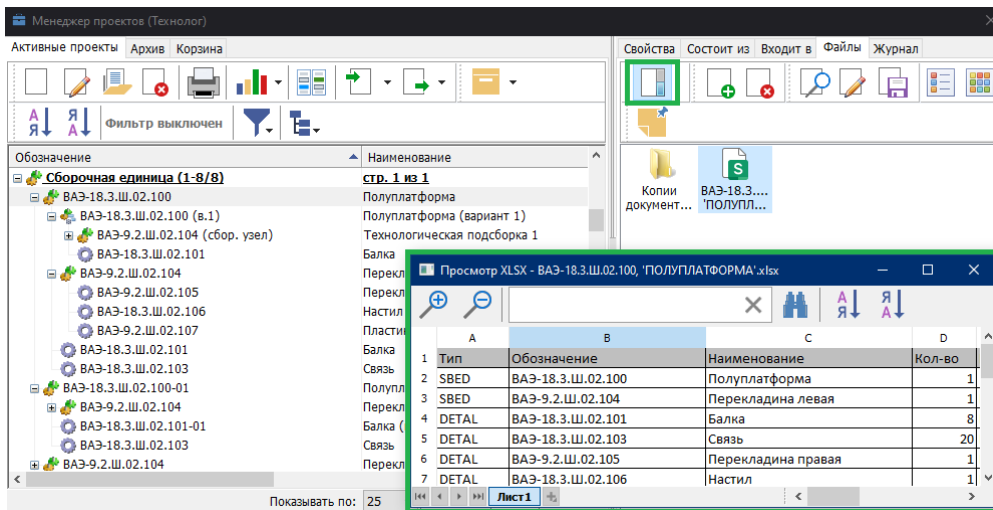 Менеджер проектов (Технолог)
Активные проекты Архив Корзина
Свойства Состоит из Входит в Файлы Журнал
А Я Я А Фильтр выключен
Обозначение Наименование
Сборочная единица (1-8/8) стр. 1 из 1
ВАЭ-18.3.Ш.02.100 Полуплатформа
ВАЭ-18.3.Ш.02.100 (в.1) Полуплатформа (вариант 1)
ВАЭ-9.2.Ш.02.104 (сбор. узел) Технологическая подсборка 1
ВАЭ-18.3.Ш.02.101 Балка
ВАЭ-9.2.Ш.02.104 Перекл
ВАЭ-9.2.Ш.02.105 Перекл
ВАЭ-18.3.Ш.02.106 Настил
ВАЭ-9.2.Ш.02.107 Пласти
ВАЭ-18.3.Ш.02.101 Балка
ВАЭ-18.3.Ш.02.103 Связь
ВАЭ-18.3.Ш.02.100-01 Полупл
ВАЭ-9.2.Ш.02.104 Перекл
ВАЭ-18.3.Ш.02.101-01 Балка (
ВАЭ-18.3.Ш.02.103 Связь
ВАЭ-9.2.Ш.02.104 Перекл
Показывать по: 25
S
Копии документ...
ВАЭ-18.3.... 'ПОЛУПЛ...
Просмотр XLSX - ВАЭ-18.3.Ш.02.100, 'ПОЛУПЛАТФОРМА'.xlsx
А Я Я А
A B C D
1 Тип Обозначение Наименование Кол-во
2 SBED ВАЭ-18.3.Ш.02.100 Полуплатформа 1
3 SBED ВАЭ-9.2.Ш.02.104 Перекладина левая 1
4 DETAL ВАЭ-18.3.Ш.02.101 Балка 8
5 DETAL ВАЭ-18.3.Ш.02.103 Связь 20
6 DETAL ВАЭ-9.2.Ш.02.105 Перекладина правая 1
7 DETAL ВАЭ-18.3.Ш.02.106 Настил 1
Лист1